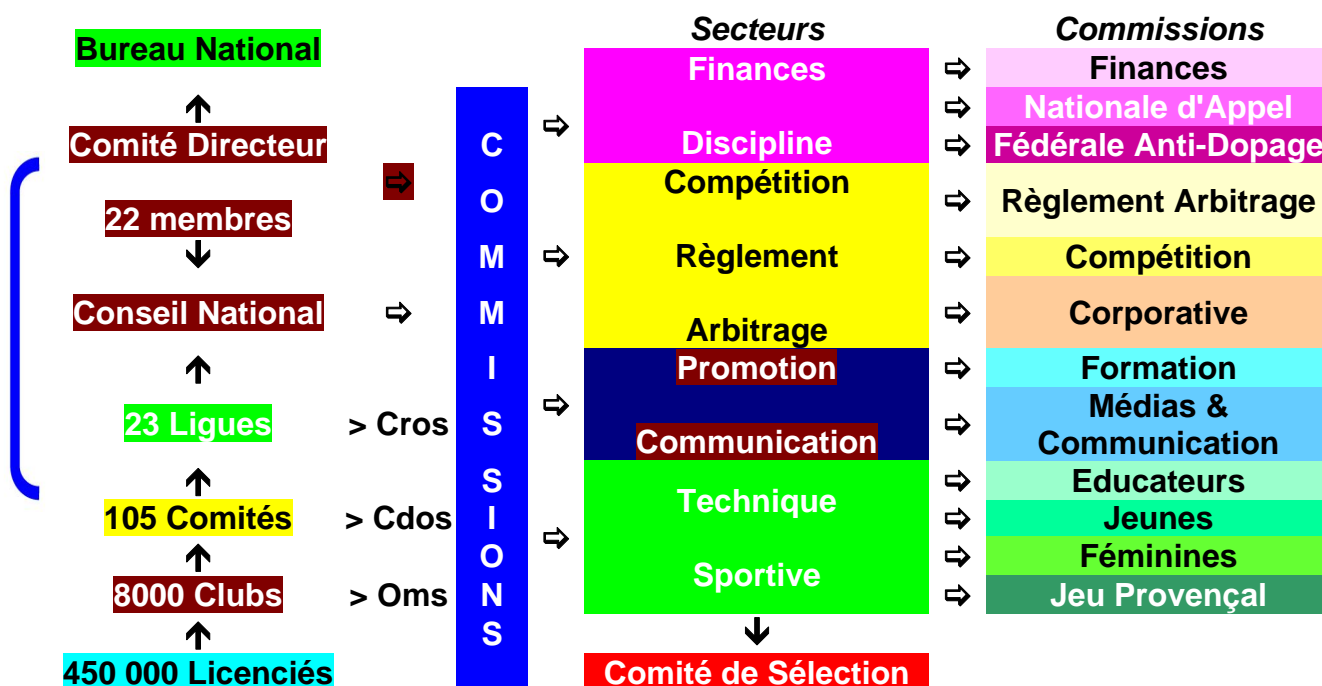 Bureau National
Comité Directeur
22 membres
Conseil National
23 Ligues
> Cros
105 Comités
> Cdos
8000 Clubs
> Oms
450 000 Licenciés
COMMISSIONS
Secteurs
Finances
Discipline
Compétition
Règlement
Arbitrage
Promotion
Communication
Technique
Sportive
Comité de Sélection
Commissions
Finances
Nationale d'Appel
Fédérale Anti-Dopage
Règlement Arbitrage
Compétition
Corporative
Formation
Médias &
Communication
Educateurs
Jeunes
Féminines
Jeu Provençal